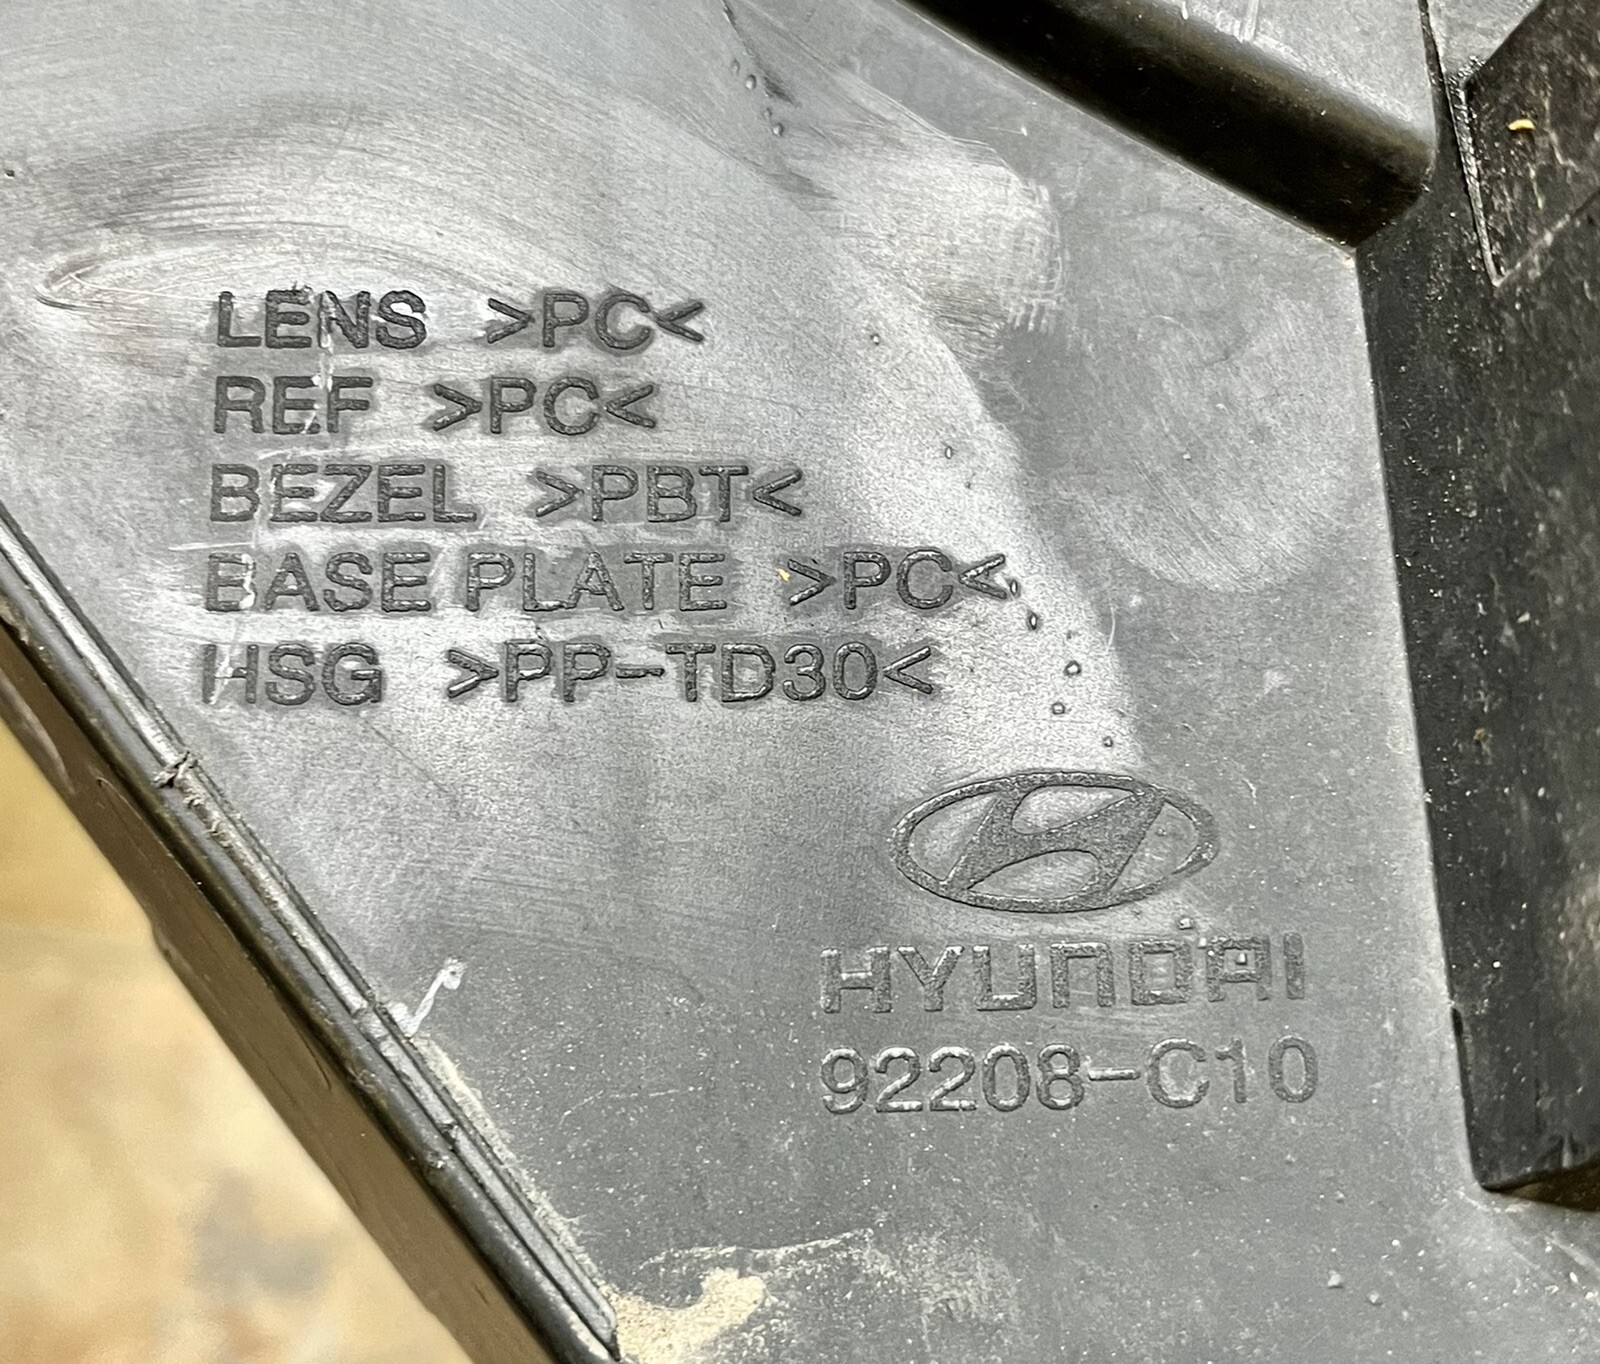 LENS >PC<
REF >PC<
BEZEL >PBT<
BASE PLATE >PC<
HSG >PP-TD30<
HYUNDAI
92208-C10